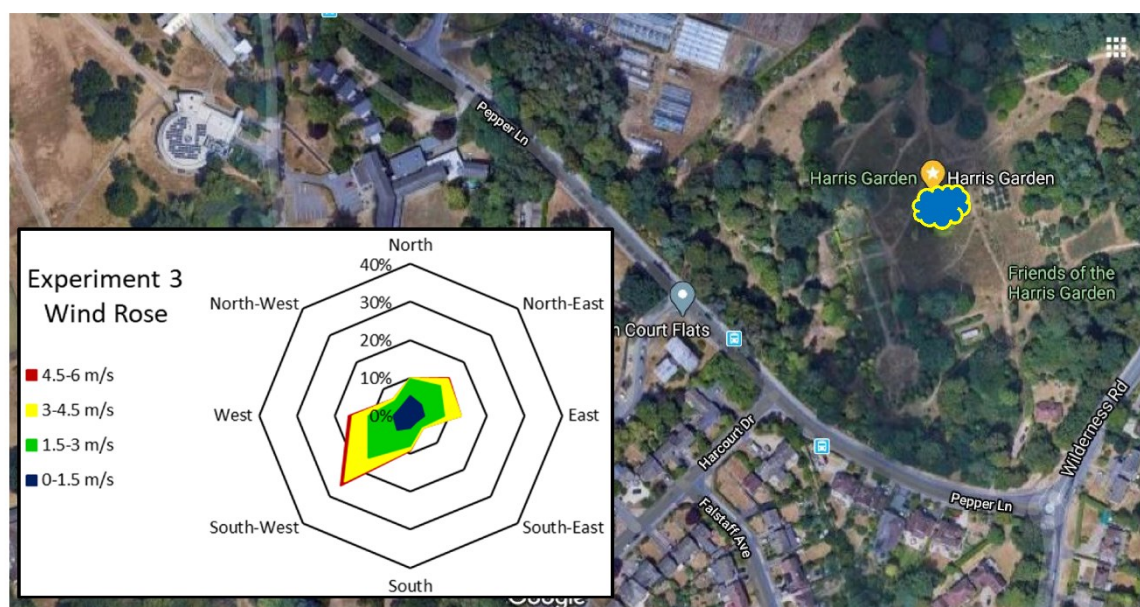 Pepper Ln
Harris Garden
Harris Garden
Friends of the
Harris Garden
n Court Flats
Harcourt Dr
Falstaff Ave
Pepper Ln
Wilderness Rd
Experiment 3
Wind Rose
4.5-6 m/s
3-4.5 m/s
1.5-3 m/s
0-1.5 m/s
North
40%
30%
20%
10%
0%
North-West
North-East
West
East
South-West
South-East
South
Google